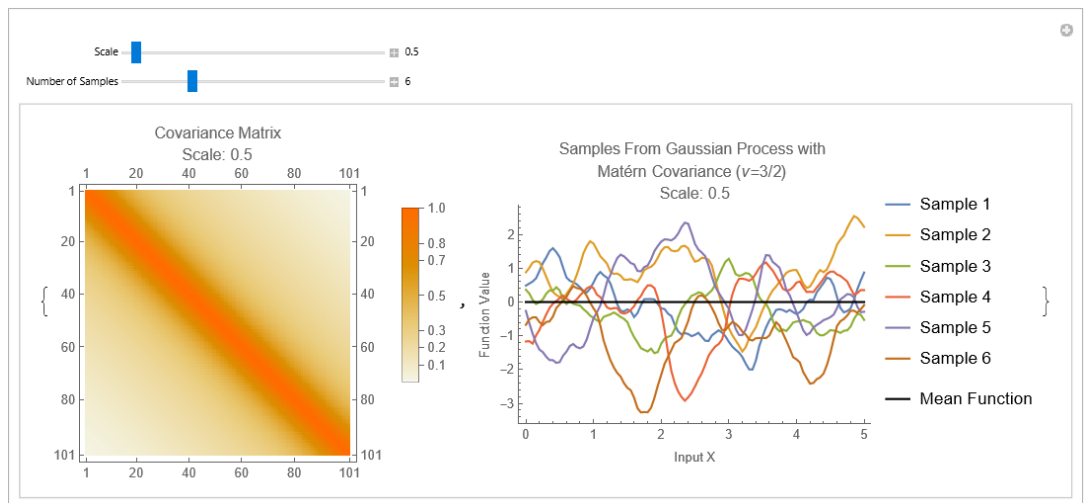 Scale 0.5
Number of Samples 6
Covariance Matrix
Scale: 0.5
1 20 40 60 80 101
1 1
20 20
40 40
60 60
80 80
101 101
1 20 40 60 80 101
1.0
0.8
0.7
0.5
0.3
0.1
{ , }
Samples From Gaussian Process with
Matérn Covariance (ν=3/2)
Scale: 0.5
Function Value
2
1
0
−1
−2
−3
0 1 2 3 4 5
Input X
Sample 1
Sample 2
Sample 3
Sample 4
Sample 5
Sample 6
Mean Function